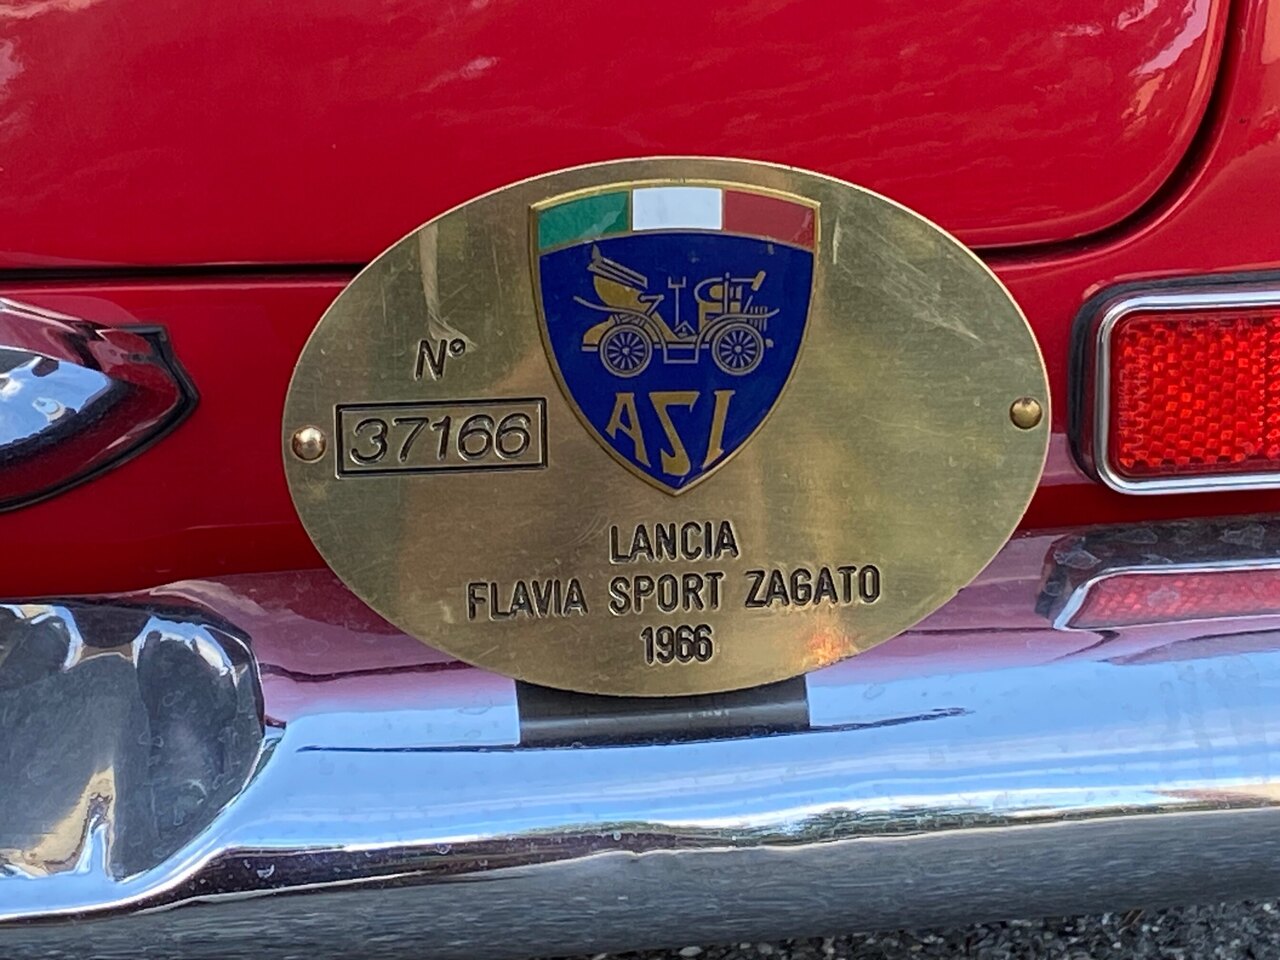 ASI
N°
37166
LANCIA
FLAVIA SPORT ZAGATO
1966